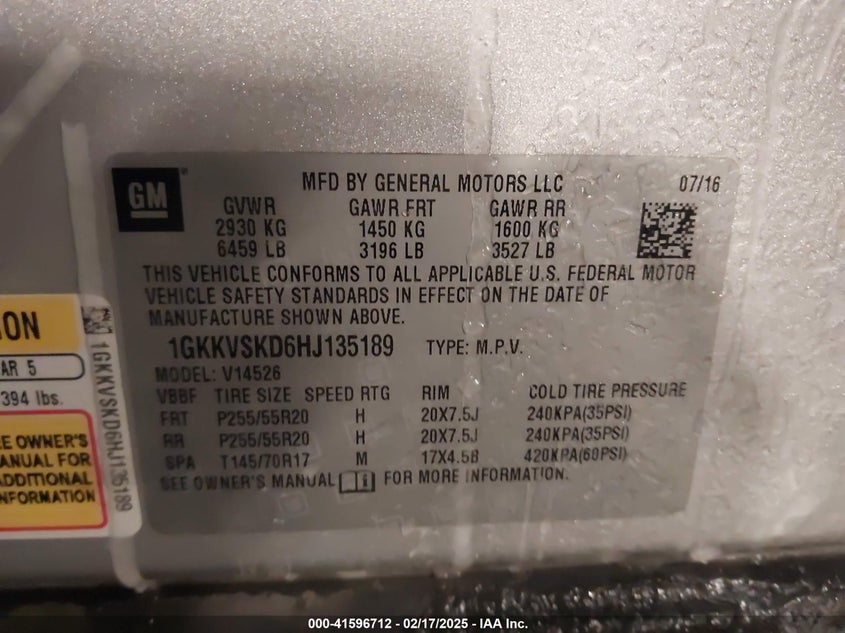 GM
MFD BY GENERAL MOTORS LLC 07/16
GVWR GAWR FRT GAWR RR
2930 KG 1450 KG 1600 KG
6459 LB 3196 LB 3527 LB
THIS VEHICLE CONFORMS TO ALL APPLICABLE U.S. FEDERAL MOTOR
VEHICLE SAFETY STANDARDS IN EFFECT ON THE DATE OF
MANUFACTURE SHOWN ABOVE.
1GKKVSKD6HJ135189 TYPE: M.P.V.
MODEL: V14526
VBBF TIRE SIZE SPEED RTG RIM COLD TIRE PRESSURE
FRT P255/55R20 H 20X7.5J 240KPA(35PSI)
RR P255/55R20 H 20X7.5J 240KPA(35PSI)
SPA T145/70R17 M 17X4.5B 420KPA(60PSI)
SEE OWNER'S MANUAL FOR MORE INFORMATION.
ION
AR 5
394 lbs.
EE OWNER'S
ANUAL FOR
ADDITIONAL
NFORMATION
1GKKVSKD6HJ135189
000-41596712 - 02/17/2025 - IAA Inc.